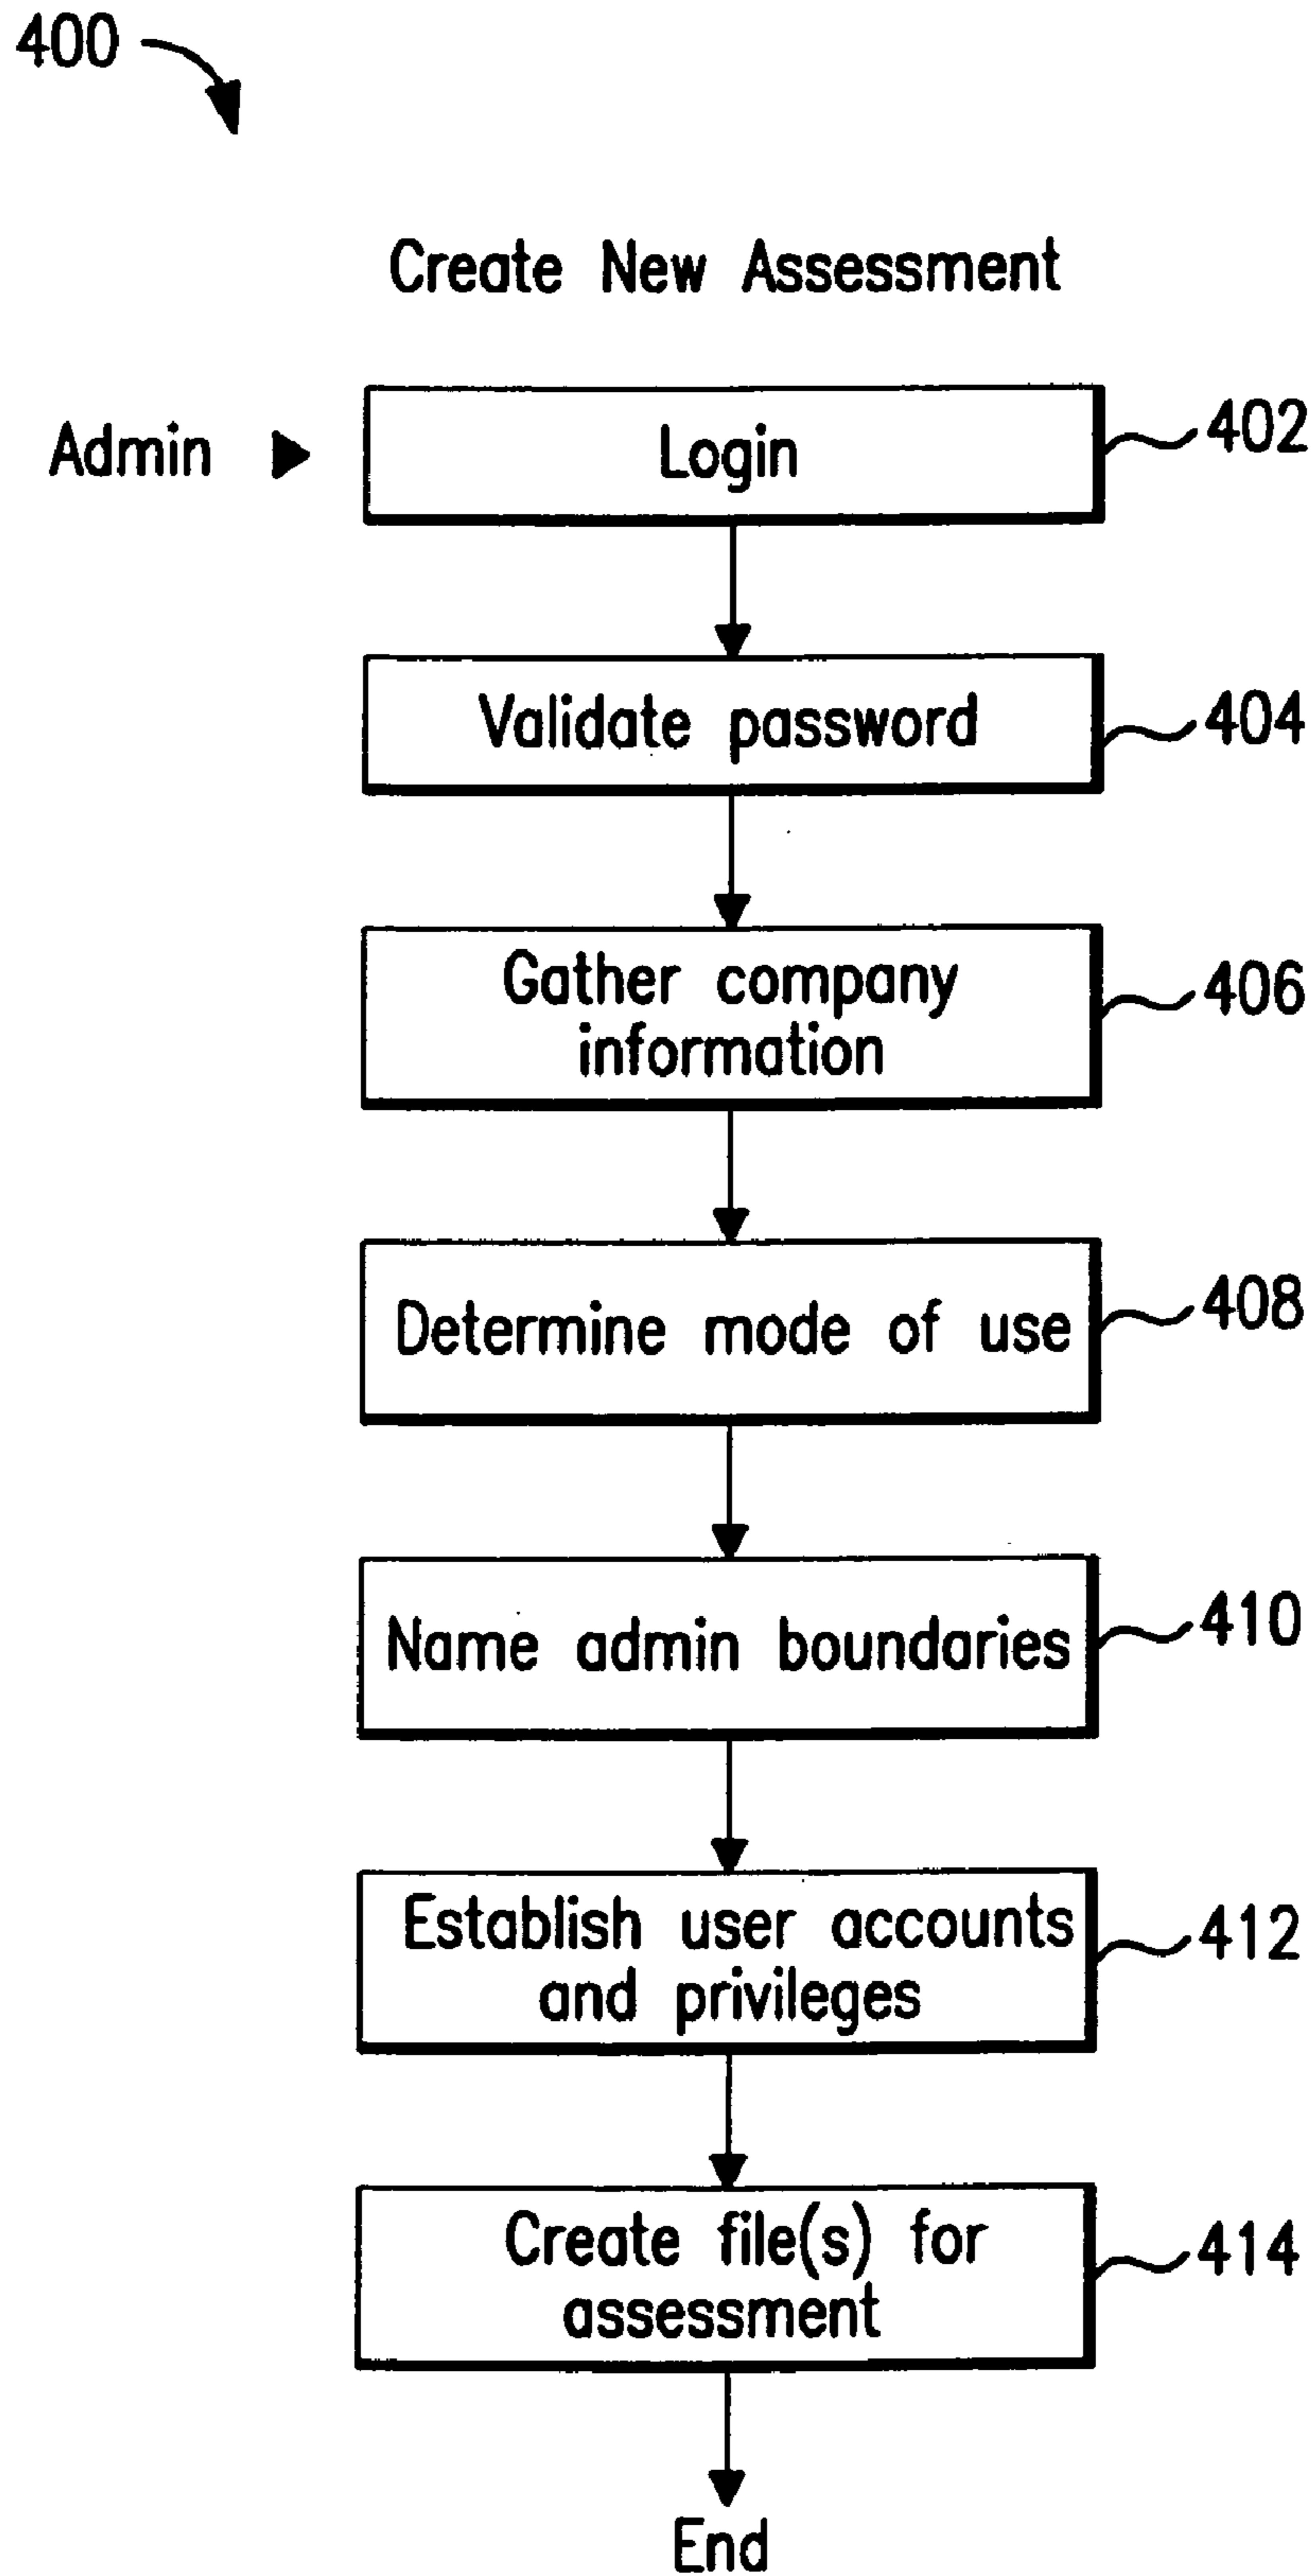 400
Create New Assessment
Admin
Login
402
Validate password
404
Gather company
information
406
Determine mode of use
408
Name admin boundaries
410
Establish user accounts
and privileges
412
Create file(s) for
assessment
414
End